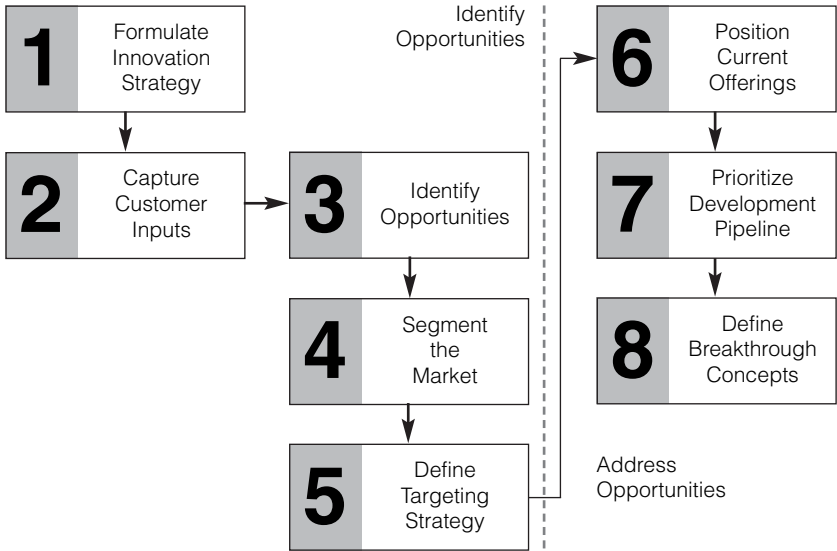 1
Formulate
Innovation
Strategy
2
Capture
Customer
Inputs
3
Identify
Opportunities
4
Segment
the
Market
5
Define
Targeting
Strategy
Identify
Opportunities
6
Position
Current
Offerings
7
Prioritize
Development
Pipeline
8
Define
Breakthrough
Concepts
Address
Opportunities